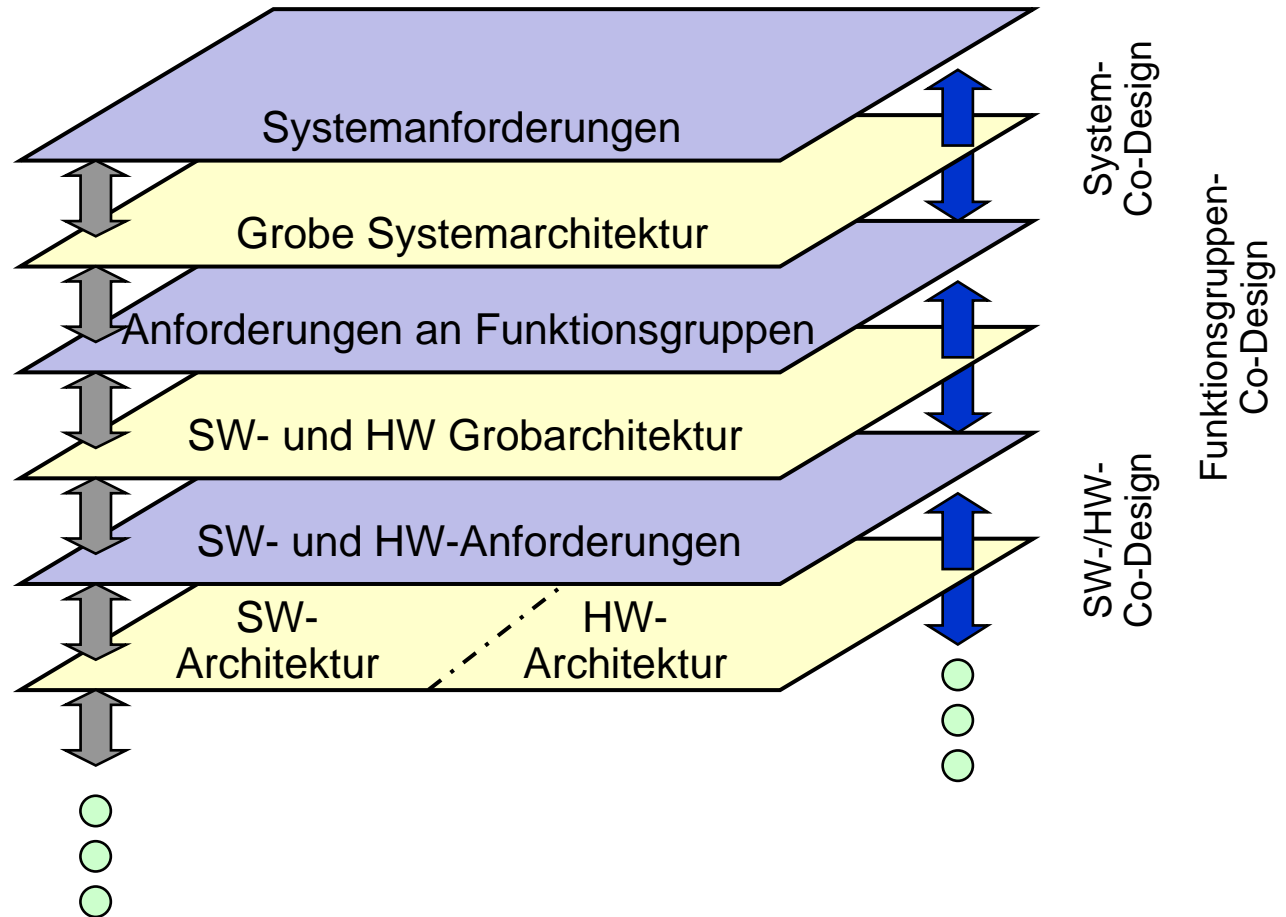 Systemanforderungen
Grobe Systemarchitektur
Anforderungen an Funktionsgruppen
SW- und HW Grobarchitektur
SW- und HW-Anforderungen
SW-
Architektur
HW-
Architektur
System-
Co-Design
Funktionsgruppen-
Co-Design
SW-/HW-
Co-Design